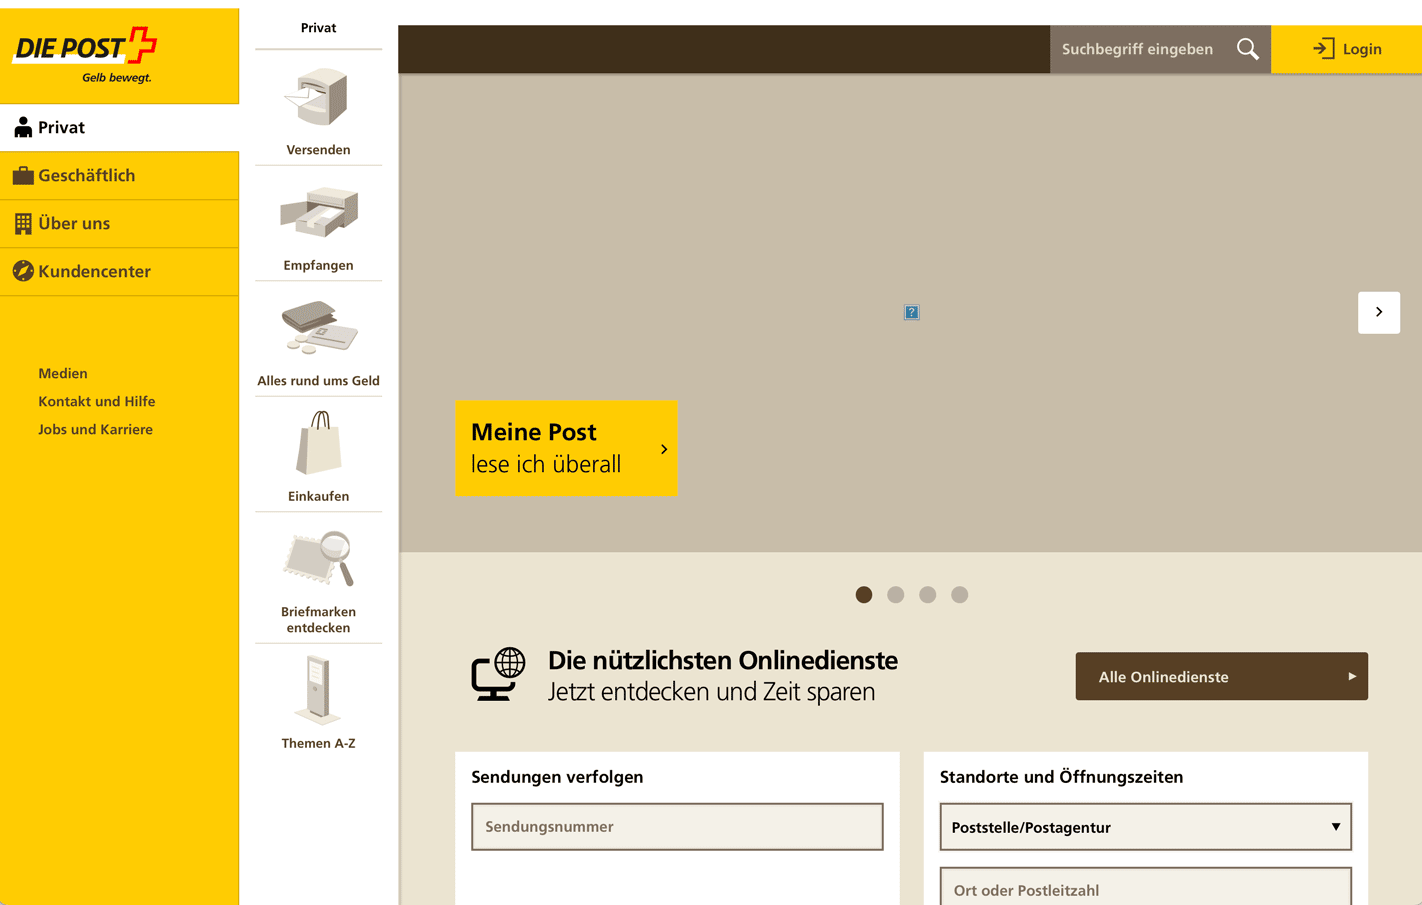 DIE POST
Gelb bewegt.
Privat
Geschäftlich
Über uns
Kundencenter
Medien
Kontakt und Hilfe
Jobs und Karriere
Privat
Versenden
Empfangen
Alles rund ums Geld
Einkaufen
Briefmarken
entdecken
Themen A-Z
Suchbegriff eingeben
Login
?
Meine Post
lese ich überall
Die nützlichsten Onlinedienste
Jetzt entdecken und Zeit sparen
Alle Onlinedienste
Sendungen verfolgen
Sendungsnummer
Standorte und Öffnungszeiten
Poststelle/Postagentur
Ort oder Postleitzahl